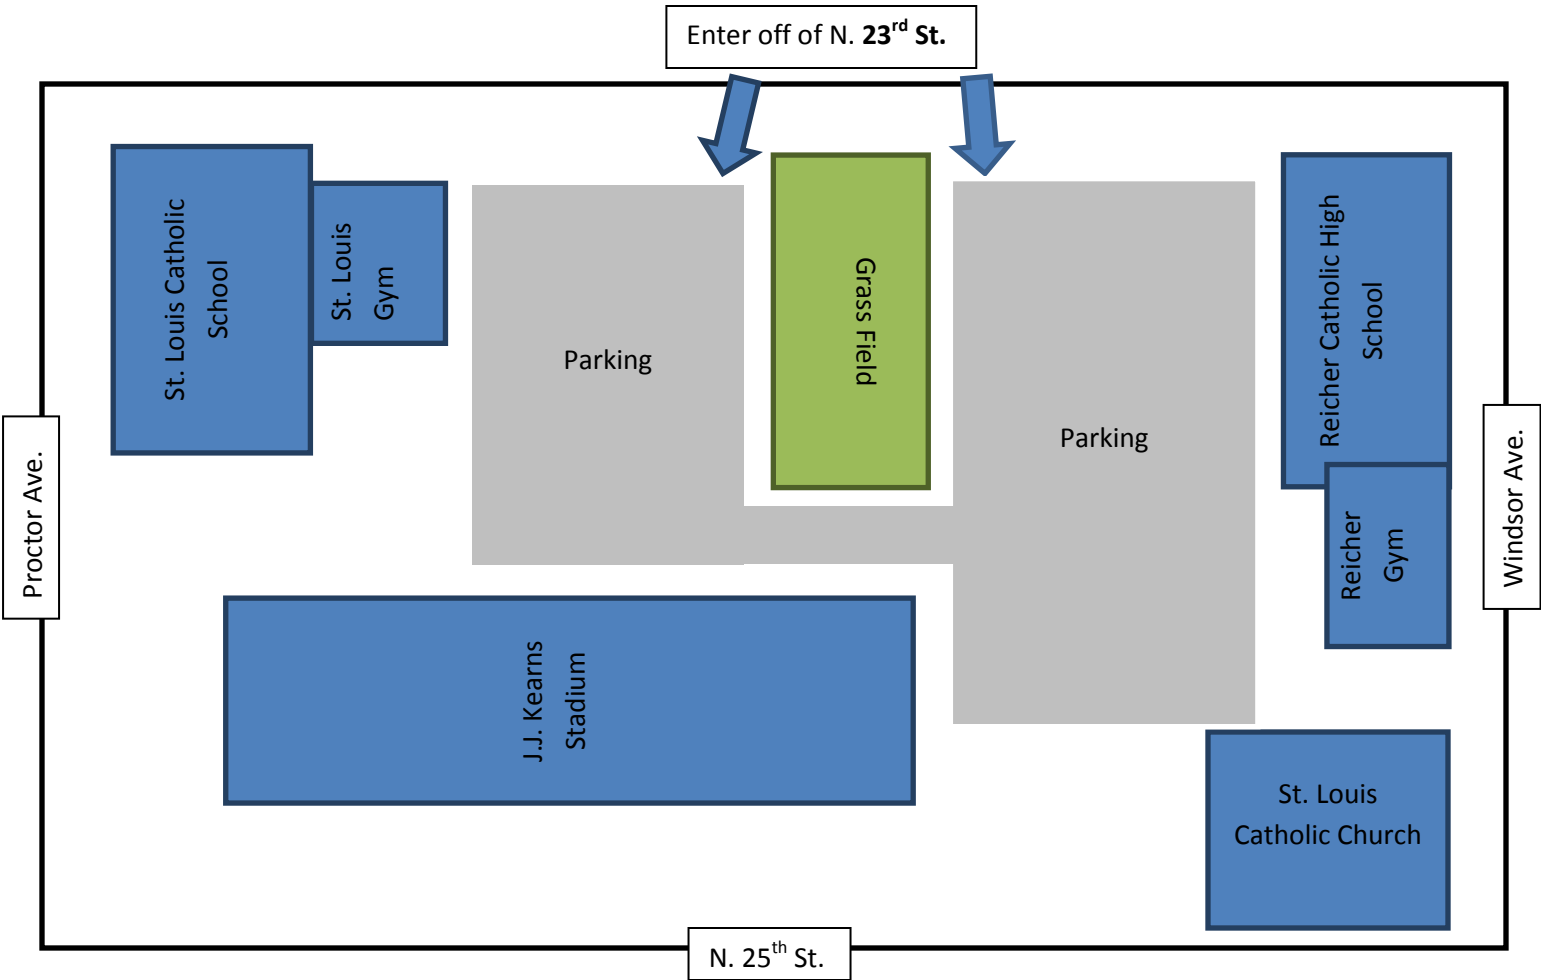 Enter off of N. 23rd St.
St. Louis Catholic
School
St. Louis
Gym
Parking
Grass Field
Parking
Reicher Catholic High
School
Reicher
Gym
Proctor Ave.
Windsor Ave.
J.J. Kearns
Stadium
St. Louis
Catholic Church
N. 25th St.